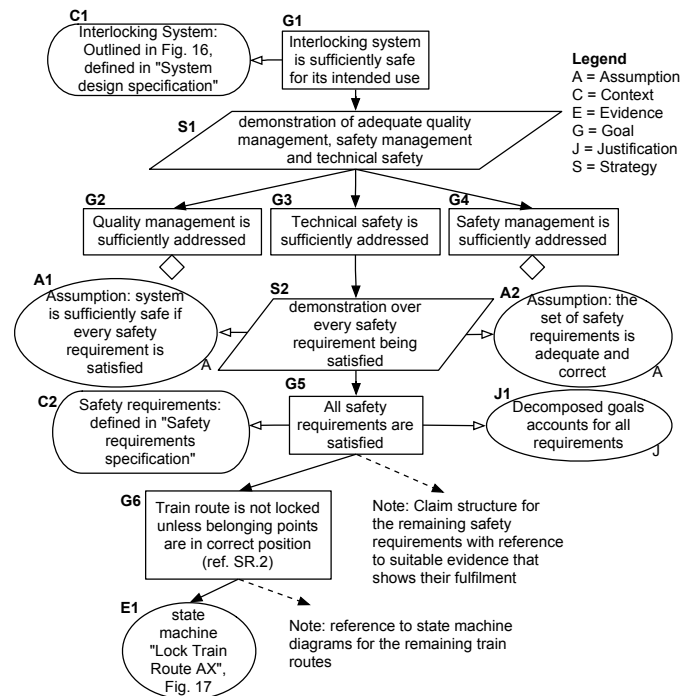 C1
Interlocking System:
Outlined in Fig. 16,
defined in "System
design specification"
G1
Interlocking system
is sufficiently safe
for its intended use
Legend
A = Assumption
C = Context
E = Evidence
G = Goal
J = Justification
S = Strategy
S1
demonstration of adequate quality
management, safety management
and technical safety
G2
Quality management is
sufficiently addressed
G3
Technical safety is
sufficiently addressed
G4
Safety management is
sufficiently addressed
A1
Assumption: system
is sufficiently safe if
every safety
requirement is
satisfied
A
S2
demonstration over
every safety
requirement being
satisfied
A2
Assumption: the
set of safety
requirements is
adequate and
correct
A
C2
Safety requirements:
defined in "Safety
requirements
specification"
G5
All safety
requirements are
satisfied
J1
Decomposed goals
accounts for all
requirements
J
G6
Train route is not locked
unless belonging points
are in correct position
(ref. SR.2)
Note: Claim structure for
the remaining safety
requirements with reference
to suitable evidence that
shows their fulfilment
E1
state
machine
"Lock Train
Route AX",
Fig. 17
Note: reference to state machine
diagrams for the remaining train
routes